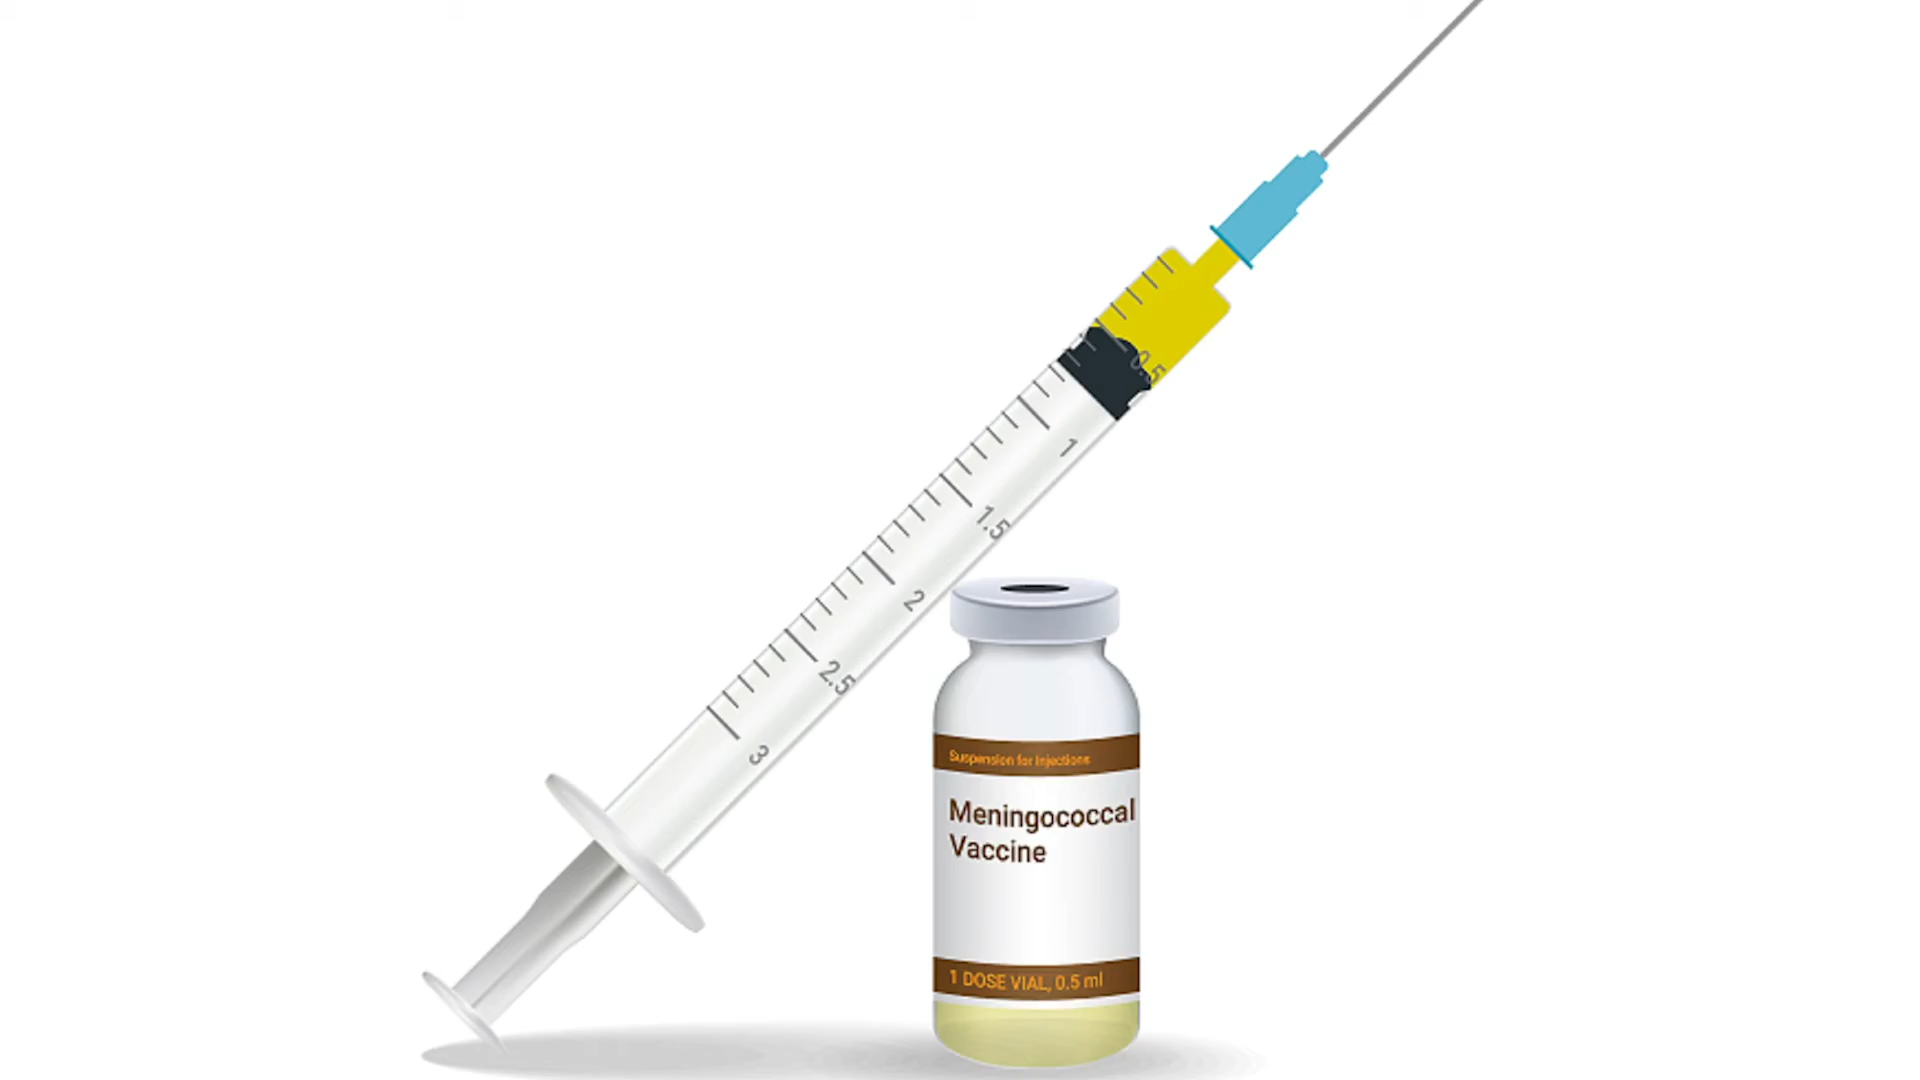 0.5
1
1.5
2
2.5
3
Suspension for Injections
Meningococcal
Vaccine
1 DOSE VIAL, 0.5 ml